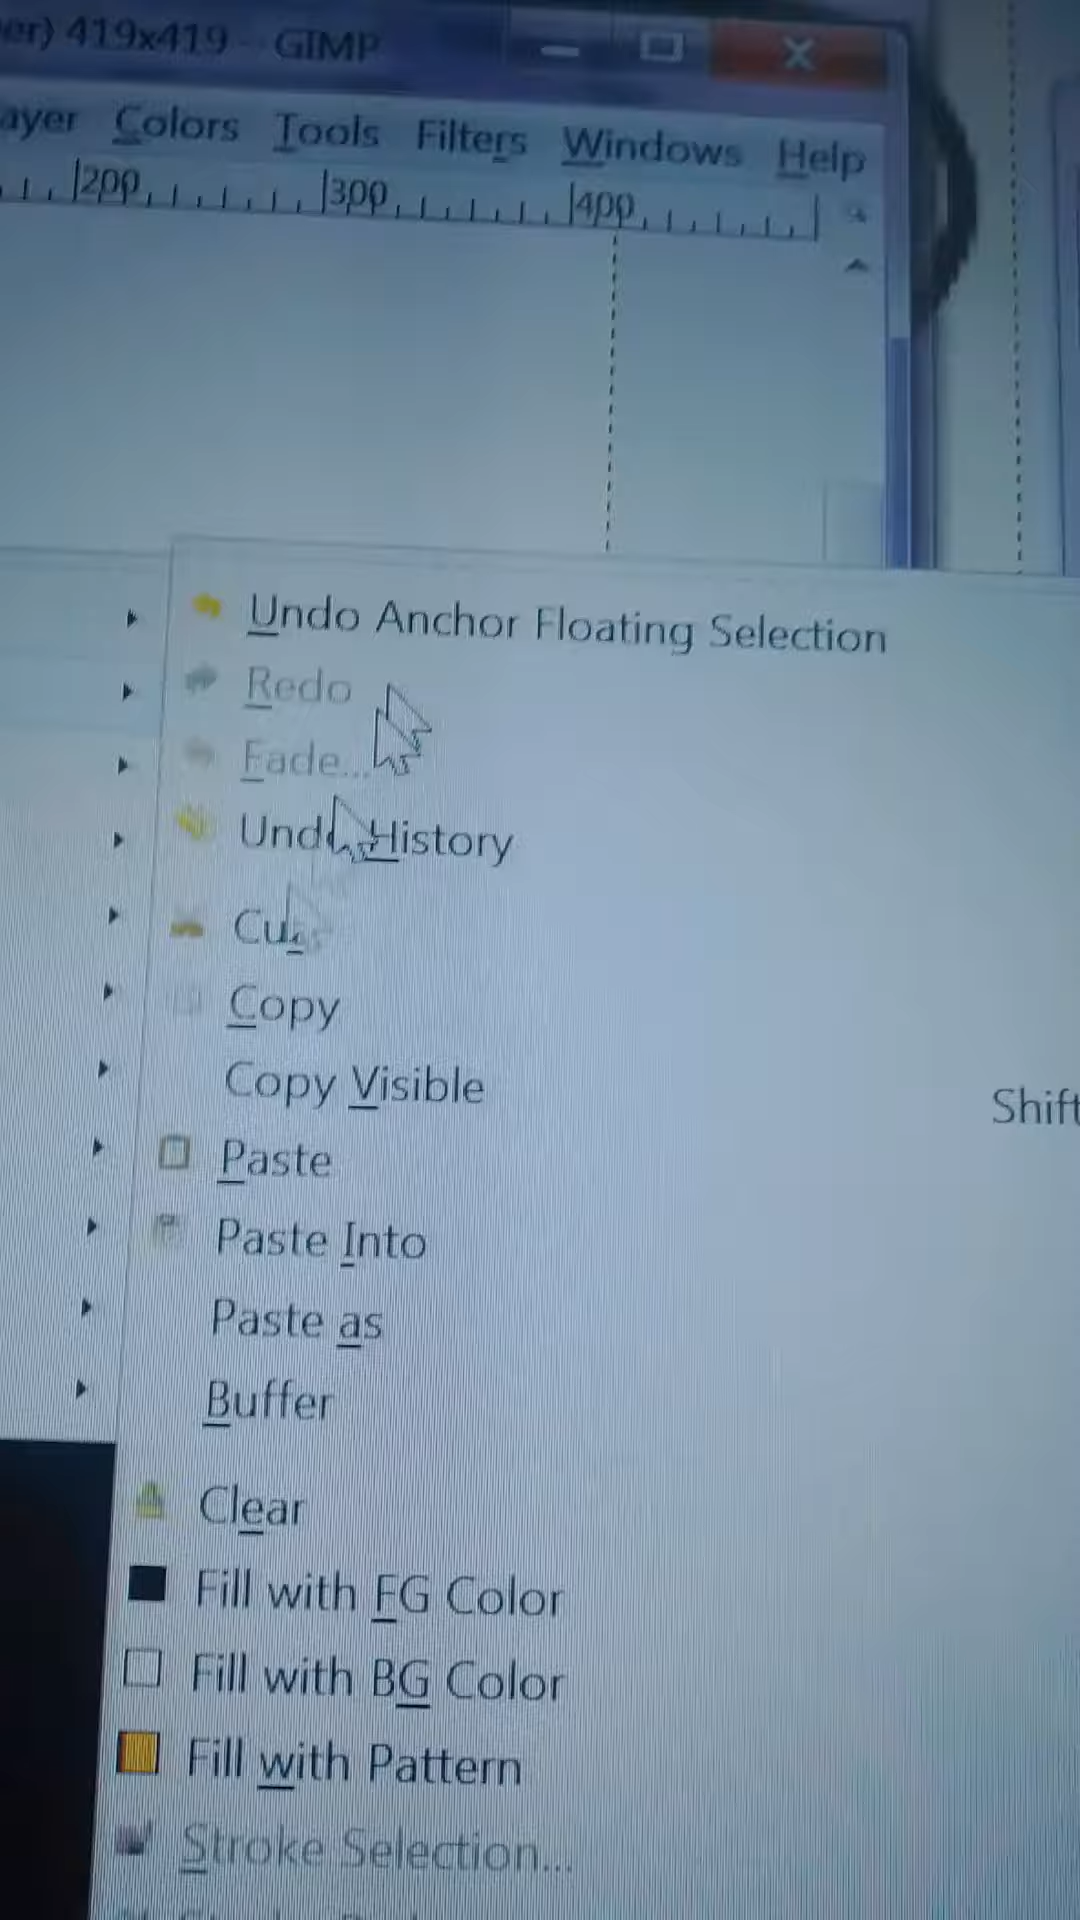 er) 419x419 - GIMP
ayer Colors Tools Filters Windows Help
200 300 400
Undo Anchor Floating Selection
Redo
Fade...
Undo History
Cut
Copy
Copy Visible
Shift
Paste
Paste Into
Paste as
Buffer
Clear
Fill with FG Color
Fill with BG Color
Fill with Pattern
Stroke Selection...